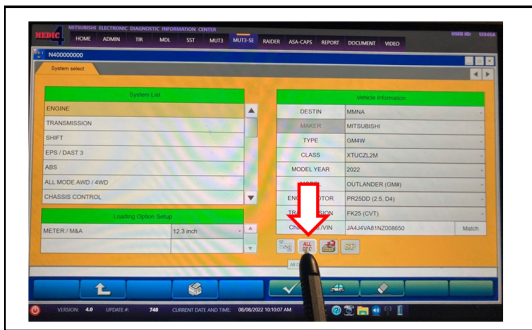 MITSUBISHI ELECTRONIC DIAGNOSTIC INFORMATION CENTER
MEDIC 4
HOME ADMIN TIR MDL SST MUT3 MUT3-SE RAIDER ASA-CAPS REPORT DOCUMENT VIDEO
N400000000
System select
System List
ENGINE
TRANSMISSION
SHIFT
EPS / DAST 3
ABS
ALL MODE AWD / 4WD
CHASSIS CONTROL
Loading Option Setup
METER / M&A 12.3 inch
Vehicle Information
DESTIN MMNA
MAKER MITSUBISHI
TYPE GM4W
CLASS XTUCZL2M
MODEL YEAR 2022
OUTLANDER (GM#)
PR25DD (2.5, D4)
FK25 (CVT)
JA4J4VA81NZ008650 Match
ALL
VERSION 4.0 UPDATE #: 748 CURRENT DATE AND TIME: 06/08/2022 10:10:07 AM